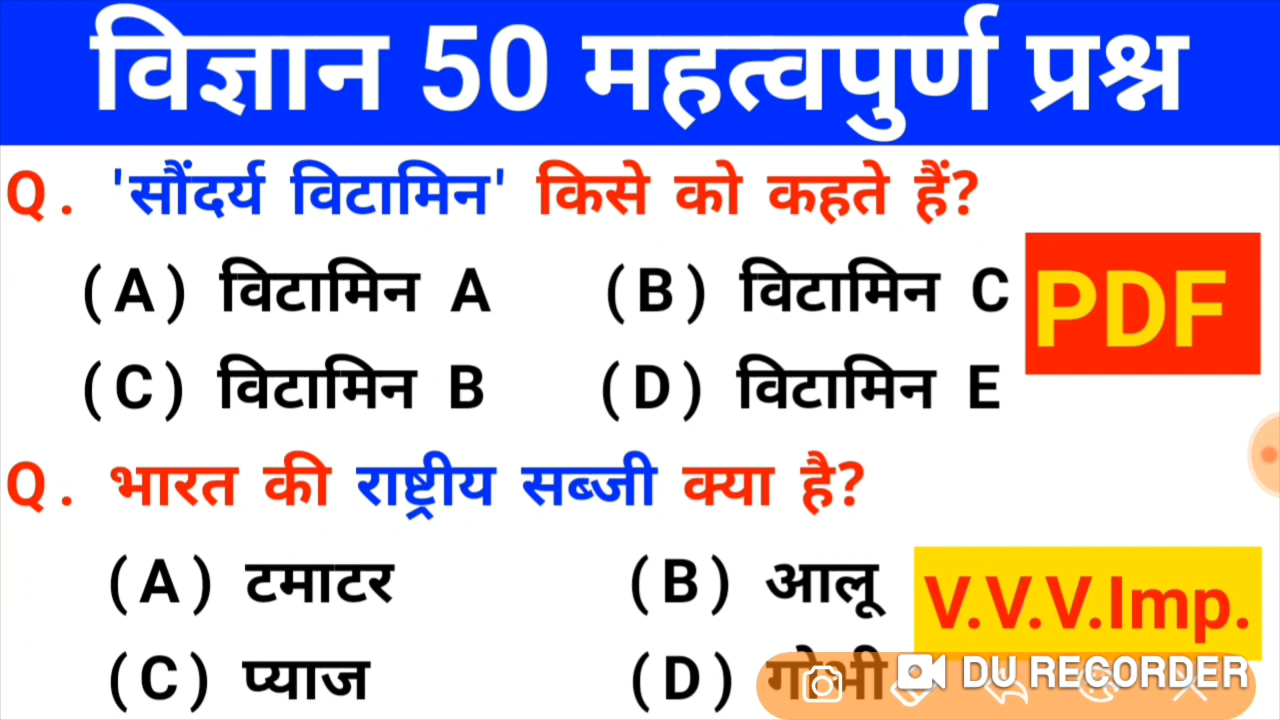 विज्ञान 50 महत्वपुर्ण प्रश्न
Q. 'सौंदर्य विटामिन' किसे को कहते हैं?
(A) विटामिन A (B) विटामिन C
PDF
(C) विटामिन B (D) विटामिन E
Q. भारत की राष्ट्रीय सब्जी क्या है?
(A) टमाटर (B) आलू
V.V.V.Imp.
(C) प्याज (D) गोभी
DU RECORDER